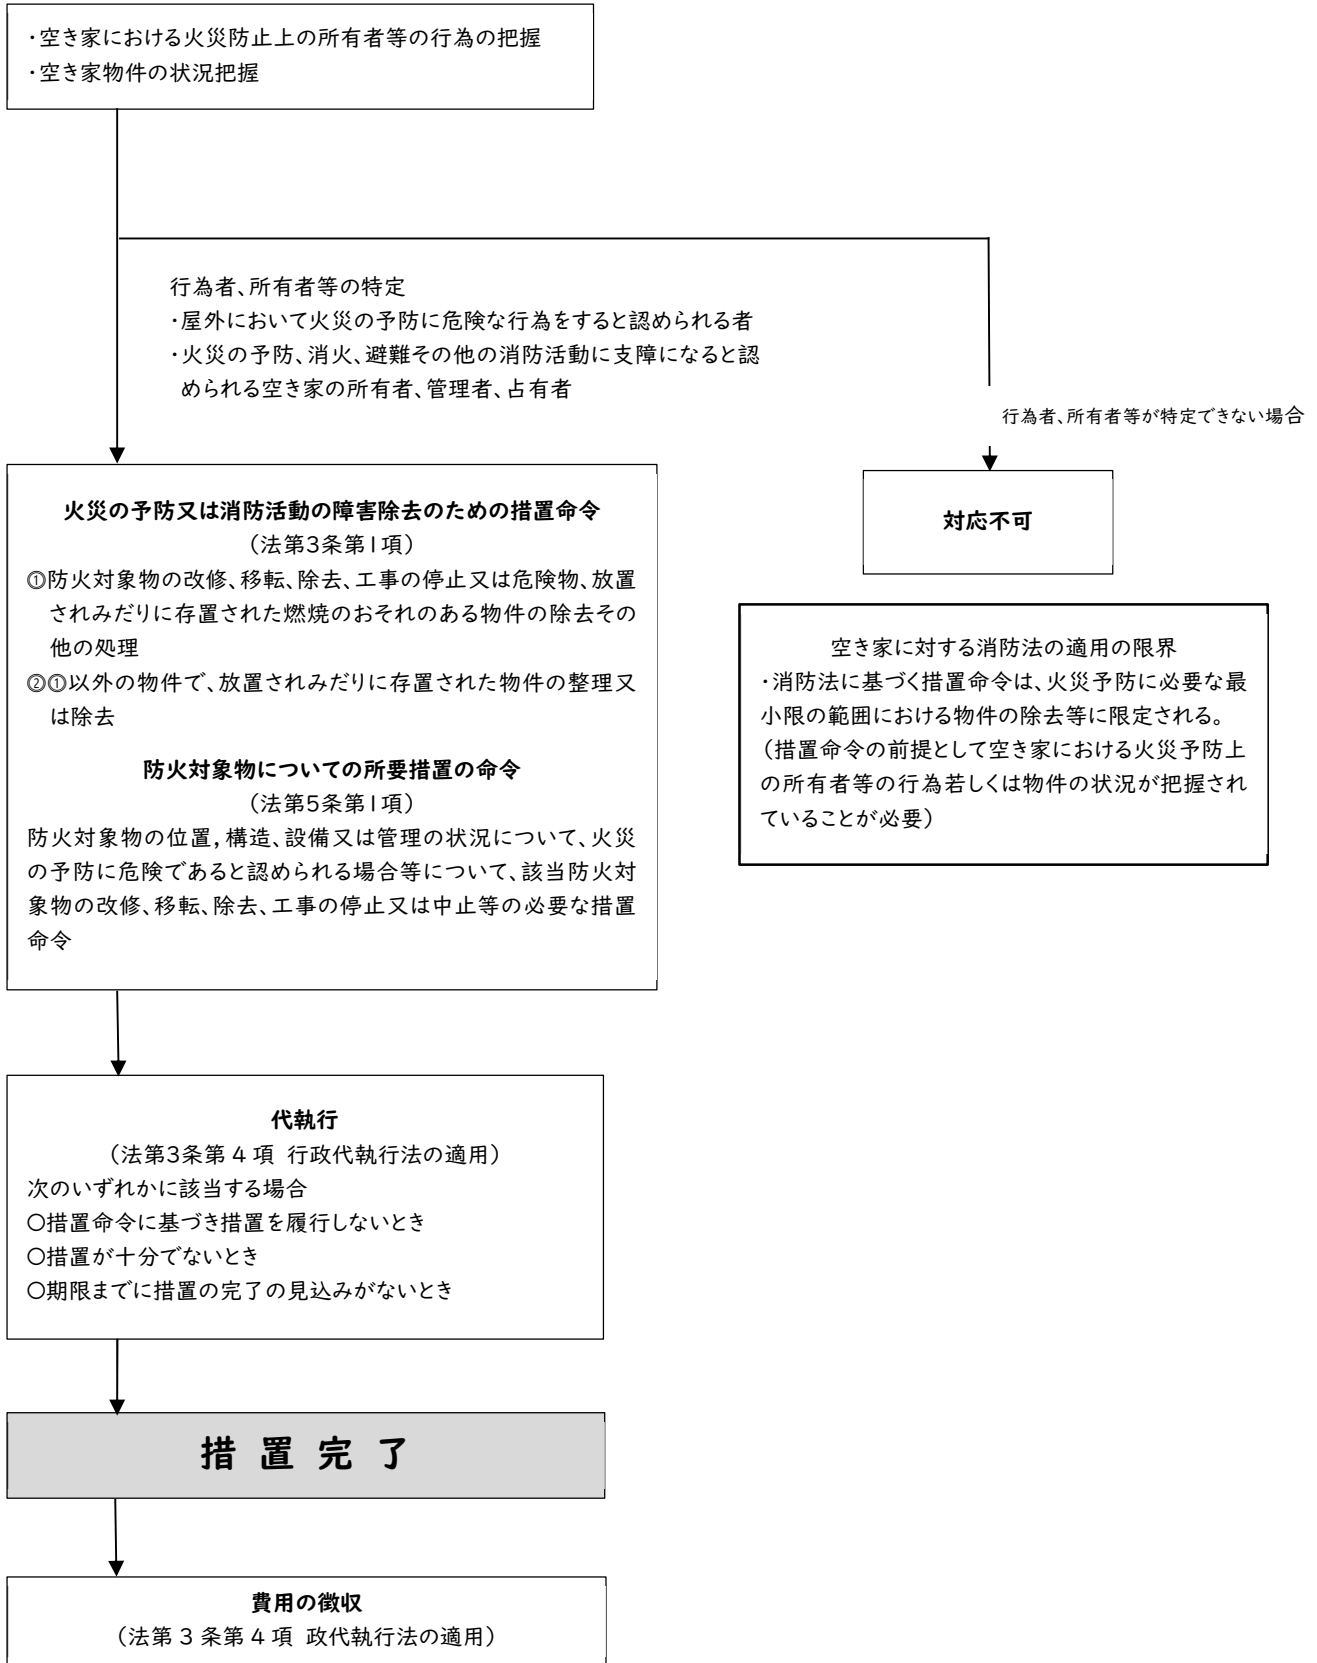 ・空き家における火災防止上の所有者等の行為の把握
・空き家物件の状況把握
行為者、所有者等の特定
・屋外において火災の予防に危険な行為をすると認められる者
・火災の予防、消火、避難その他の消防活動に支障になると認
められる空き家の所有者、管理者、占有者
行為者、所有者等が特定できない場合
火災の予防又は消防活動の障害除去のための措置命令
（法第3条第1項）
①防火対象物の改修、移転、除去、工事の停止又は危険物、放置
されみだりに存置された燃焼のおそれのある物件の除去その
他の処理
②①以外の物件で、放置されみだりに存置された物件の整理又
は除去
防火対象物についての所要措置の命令
（法第5条第1項）
防火対象物の位置,構造、設備又は管理の状況について、火災
の予防に危険であると認められる場合等について、該当防火対
象物の改修、移転、除去、工事の停止又は中止等の必要な措置
命令
対応不可
空き家に対する消防法の適用の限界
・消防法に基づく措置命令は、火災予防に必要な最
小限の範囲における物件の除去等に限定される。
（措置命令の前提として空き家における火災予防上
の所有者等の行為若しくは物件の状況が把握され
ていることが必要）
代執行
（法第3条第４項 行政代執行法の適用）
次のいずれかに該当する場合
〇措置命令に基づき措置を履行しないとき
〇措置が十分でないとき
〇期限までに措置の完了の見込みがないとき
措 置 完 了
費用の徴収
（法第３条第４項 政代執行法の適用）